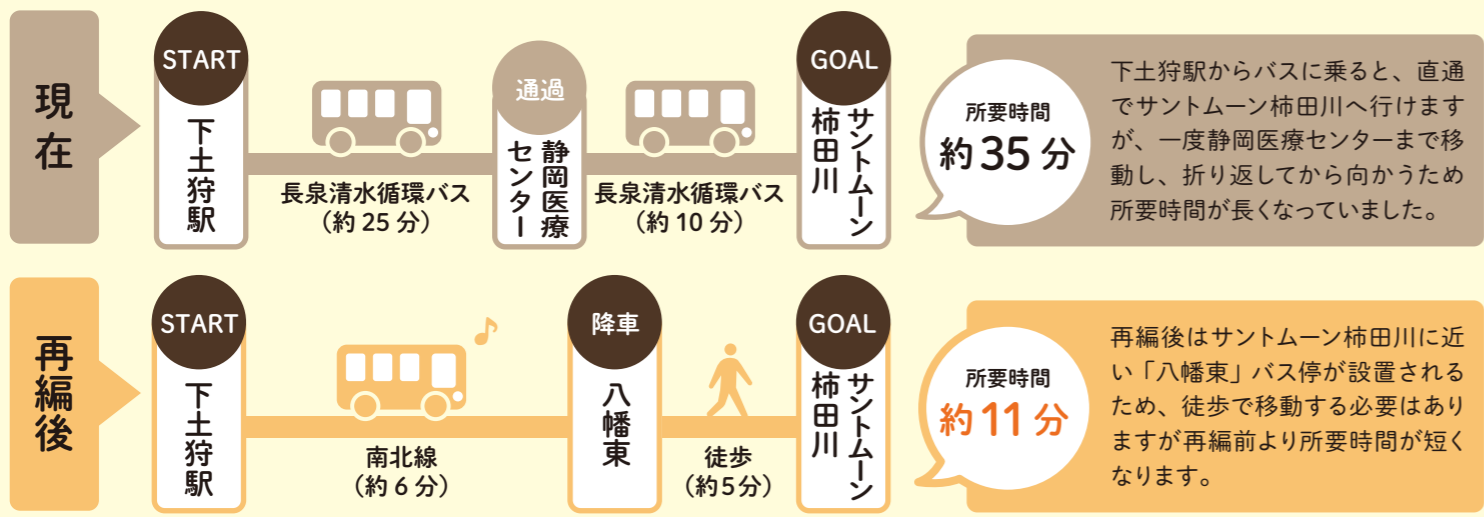 現在
START
下土狩駅
長泉清水循環バス
(約25分)
通過
静岡医療
センター
長泉清水循環バス
(約10分)
GOAL
サントムーン
柿田川
所要時間
約35分
下土狩駅からバスに乗ると、直通
でサントムーン柿田川へ行けます
が、一度静岡医療センターまで移
動し、折り返してから向かうため
所要時間が長くなっていました。
再編後
START
下土狩駅
南北線
(約6分)
降車
八幡東
徒歩
(約5分)
GOAL
サントムーン
柿田川
所要時間
約11分
再編後はサントムーン柿田川に近
い「八幡東」バス停が設置される
ため、徒歩で移動する必要はあり
ますが再編前より所要時間が短く
なります。